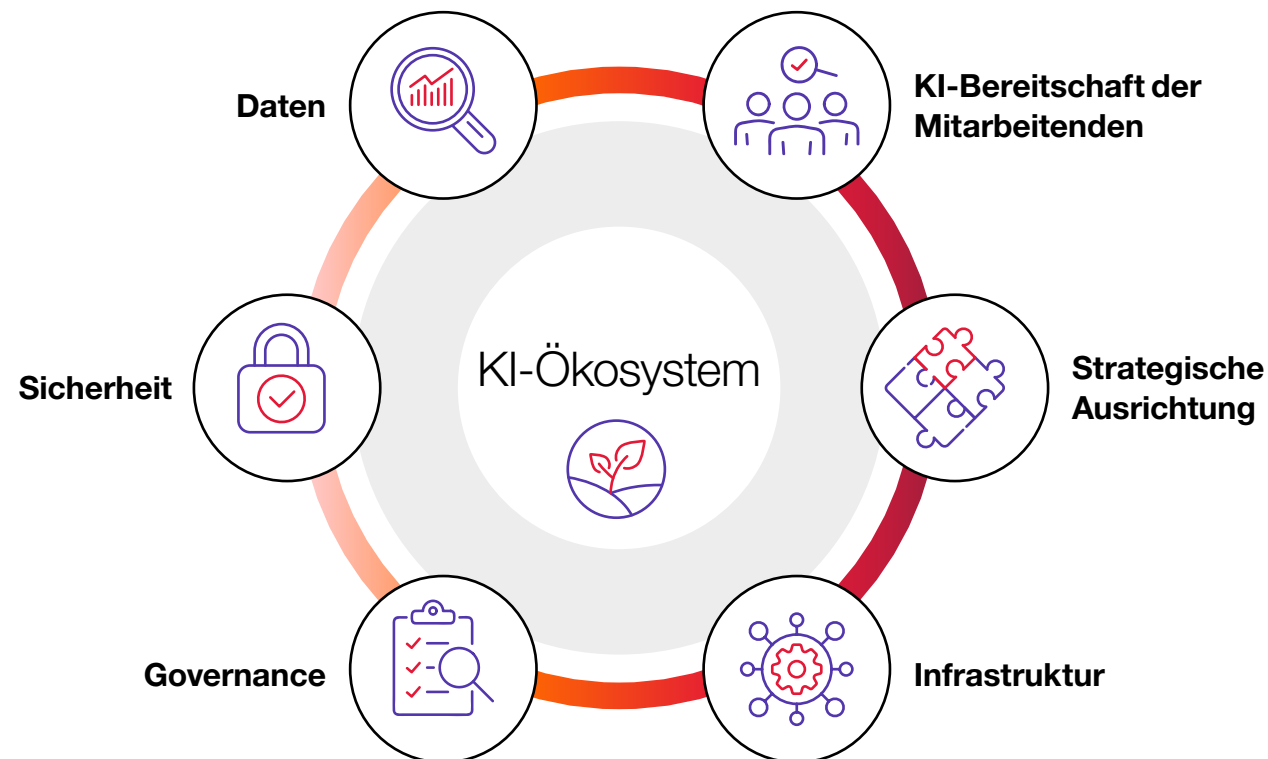 Daten
KI-Bereitschaft der
Mitarbeitenden
Sicherheit
KI-Ökosystem
Strategische
Ausrichtung
Governance
Infrastruktur